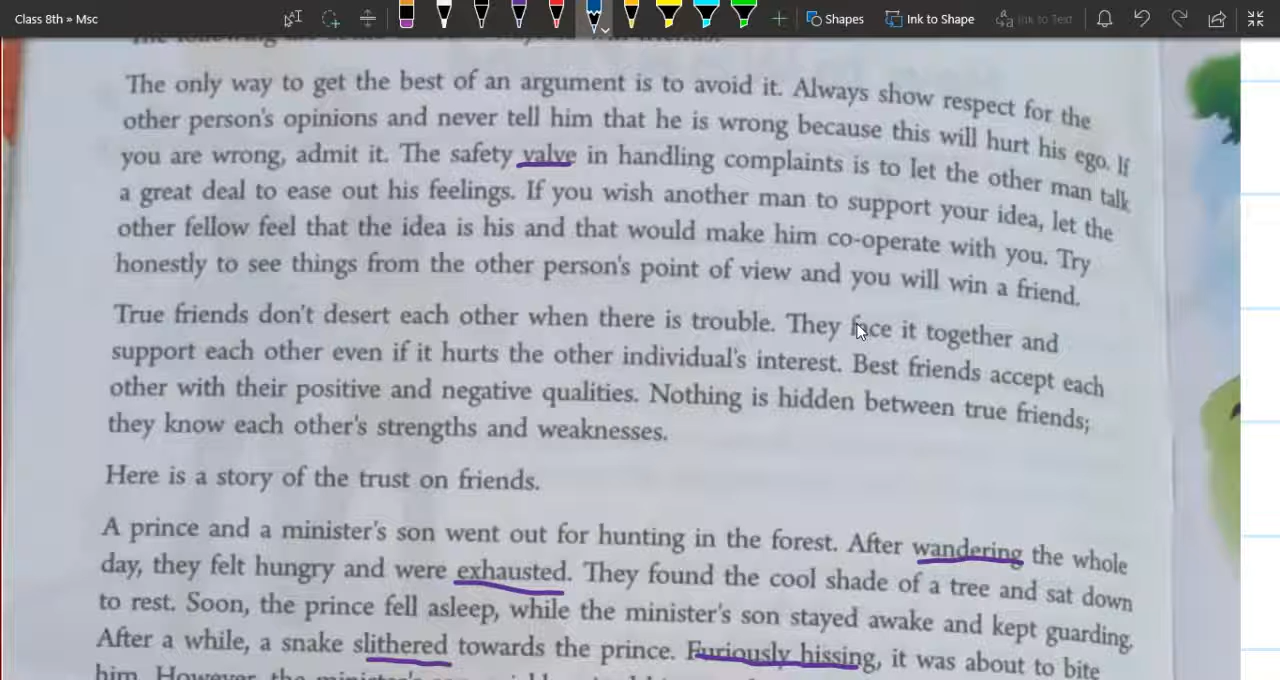 Class 8th » Msc
Shapes
Ink to Shape
Ink to Text
The only way to get the best of an argument is to avoid it. Always show respect for the
other person's opinions and never tell him that he is wrong because this will hurt his ego. If
you are wrong, admit it. The safety valve in handling complaints is to let the other man talk
a great deal to ease out his feelings. If you wish another man to support your idea, let the
other fellow feel that the idea is his and that would make him co-operate with you. Try
honestly to see things from the other person's point of view and you will win a friend.
True friends don't desert each other when there is trouble. They face it together and
support each other even if it hurts the other individual's interest. Best friends accept each
other with their positive and negative qualities. Nothing is hidden between true friends;
they know each other's strengths and weaknesses.
Here is a story of the trust on friends.
A prince and a minister's son went out for hunting in the forest. After wandering the whole
day, they felt hungry and were exhausted. They found the cool shade of a tree and sat down
to rest. Soon, the prince fell asleep, while the minister's son stayed awake and kept guarding.
After a while, a snake slithered towards the prince. Furiously hissing, it was about to bite
him. However, the minister's son